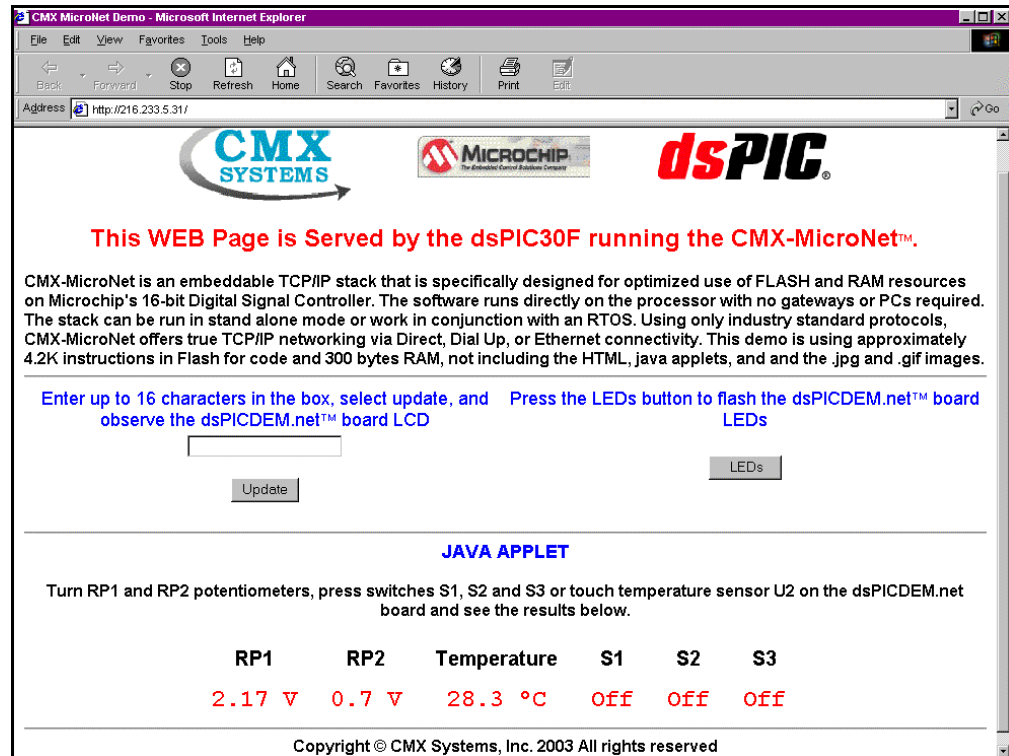 CMX MicroNet Demo - Microsoft Internet Explorer
File Edit View Favorites Tools Help
Back Forward Stop Refresh Home Search Favorites History Print Edit
Address http://216.233.5.31/ Go
CMX
SYSTEMS
MICROCHIP
The Embedded Control Solutions Company
dsPIC®
This WEB Page is Served by the dsPIC30F running the CMX-MicroNet™.
CMX-MicroNet is an embeddable TCP/IP stack that is specifically designed for optimized use of FLASH and RAM resources
on Microchip's 16-bit Digital Signal Controller. The software runs directly on the processor with no gateways or PCs required.
The stack can be run in stand alone mode or work in conjunction with an RTOS. Using only industry standard protocols,
CMX-MicroNet offers true TCP/IP networking via Direct, Dial Up, or Ethernet connectivity. This demo is using approximately
4.2K instructions in Flash for code and 300 bytes RAM, not including the HTML, java applets, and and the .jpg and .gif images.
Enter up to 16 characters in the box, select update, and
observe the dsPICDEM.net™ board LCD
Update
Press the LEDs button to flash the dsPICDEM.net™ board
LEDs
LEDs
JAVA APPLET
Turn RP1 and RP2 potentiometers, press switches S1, S2 and S3 or touch temperature sensor U2 on the dsPICDEM.net
board and see the results below.
RP1 RP2 Temperature S1 S2 S3
2.17 V 0.7 V 28.3 °C Off Off Off
Copyright © CMX Systems, Inc. 2003 All rights reserved